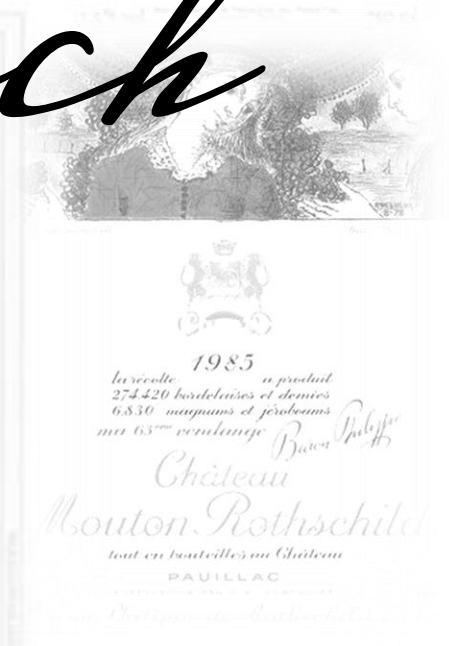 ch
1985
la récolte a produit
274.420 bordelaises et demies
6.830 magnums et jéroboams
ma 63ème vendange Baron Philippe
Château
Mouton Rothschild
tout en bouteilles au Château
PAUILLAC